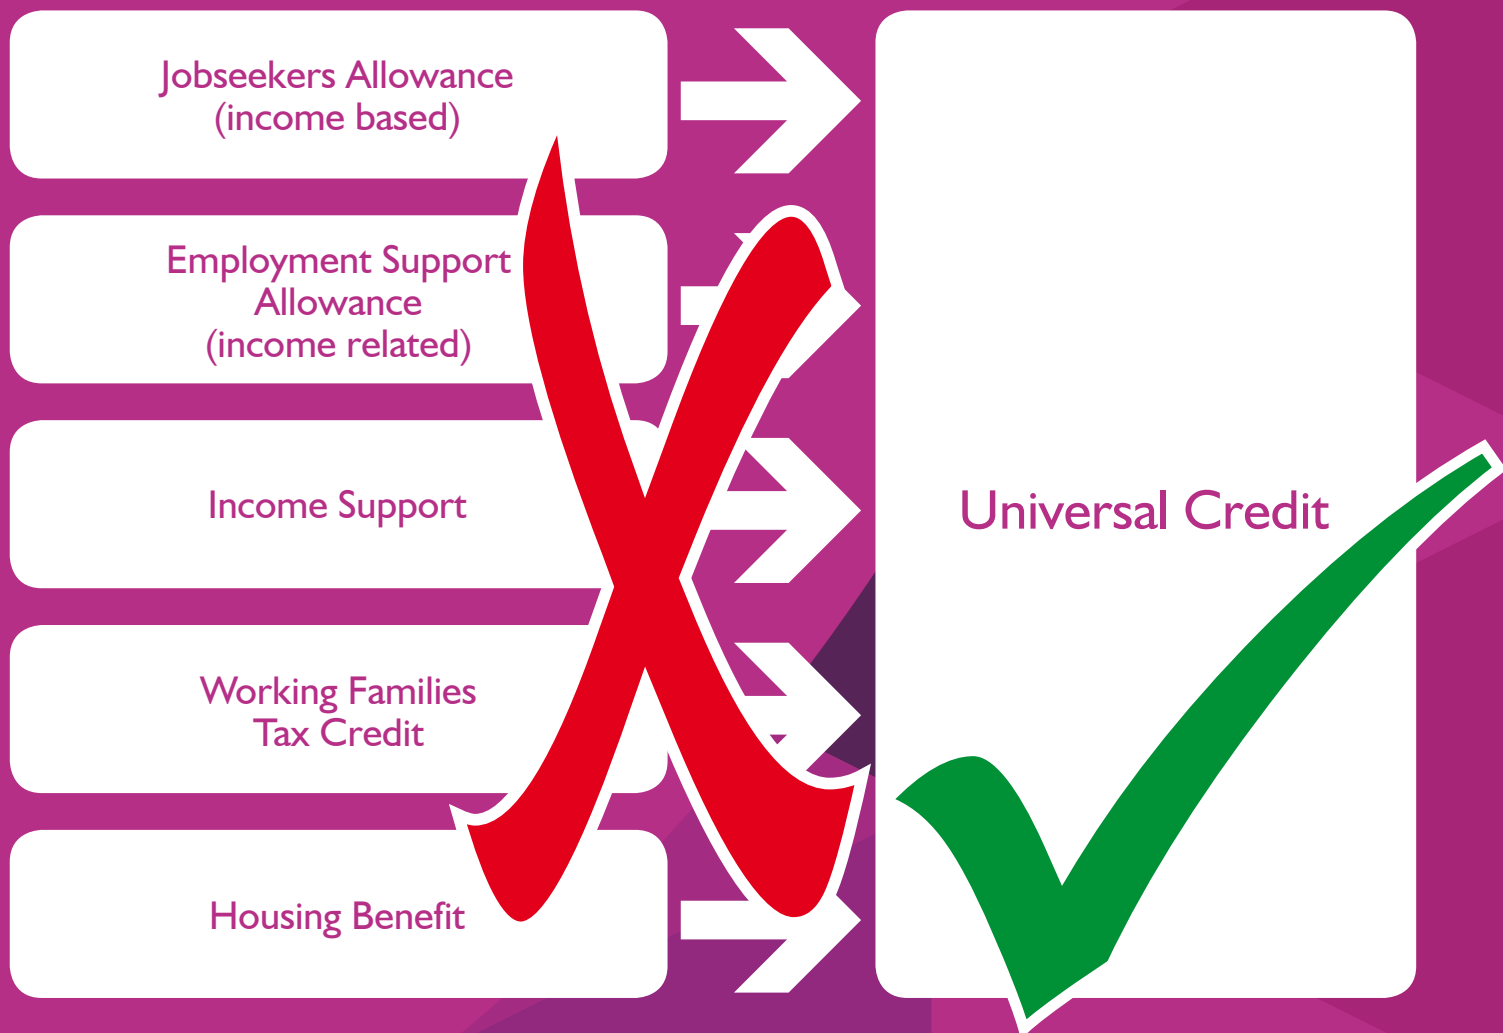 Jobseekers Allowance
(income based)
Employment Support
Allowance
(income related)
Income Support
Working Families
Tax Credit
Housing Benefit
Universal Credit